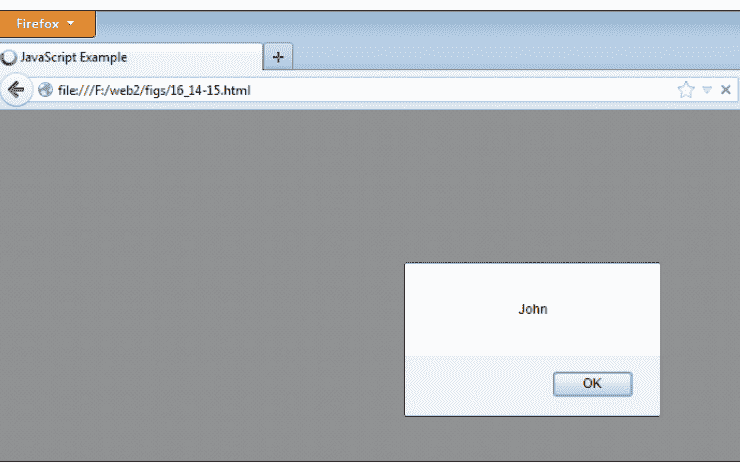 Firefox
JavaScript Example
file:///F:/web2/figs/16_14-15.html
John
OK